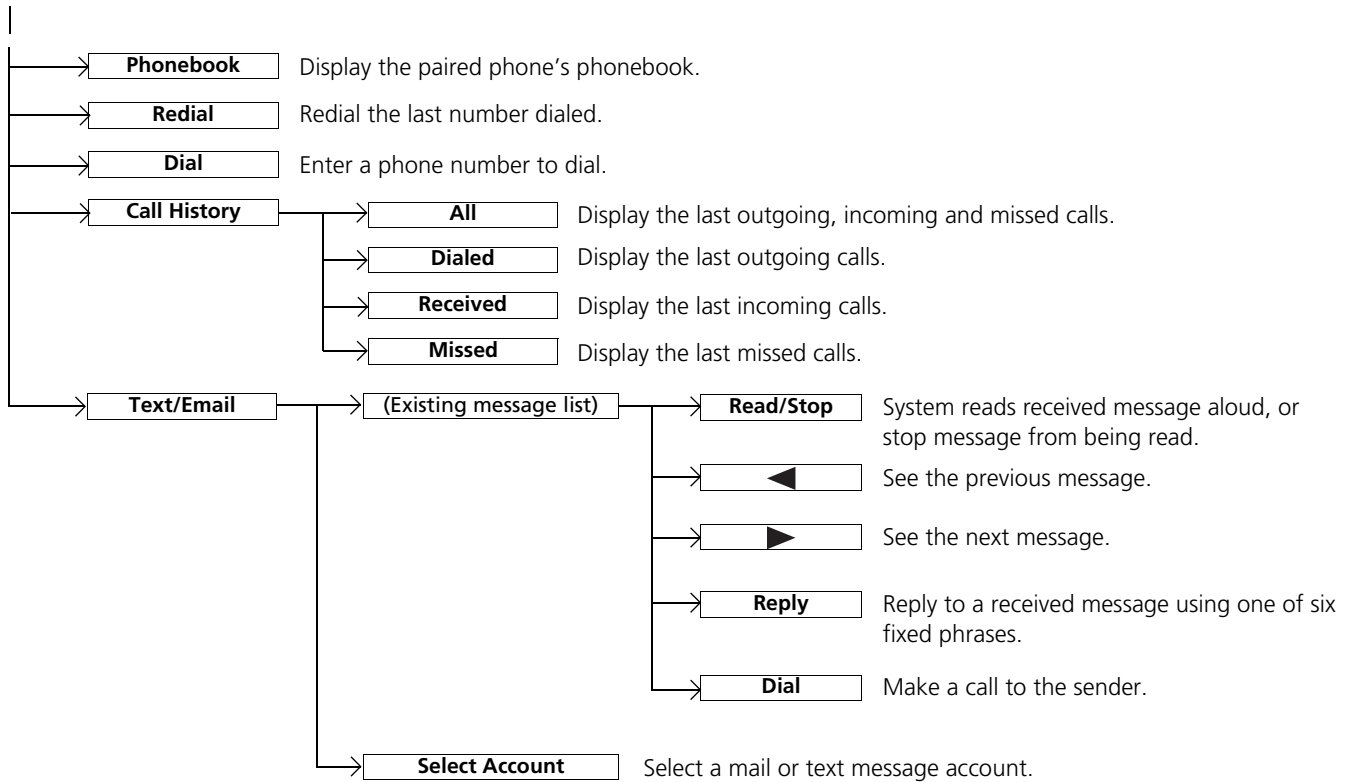 Phonebook Display the paired phone's phonebook.
Redial Redial the last number dialed.
Dial Enter a phone number to dial.
Call History All Display the last outgoing, incoming and missed calls.
Dialed Display the last outgoing calls.
Received Display the last incoming calls.
Missed Display the last missed calls.
Text/Email (Existing message list) Read/Stop System reads received message aloud, or
stop message from being read.
See the previous message.
See the next message.
Reply Reply to a received message using one of six
fixed phrases.
Dial Make a call to the sender.
Select Account Select a mail or text message account.